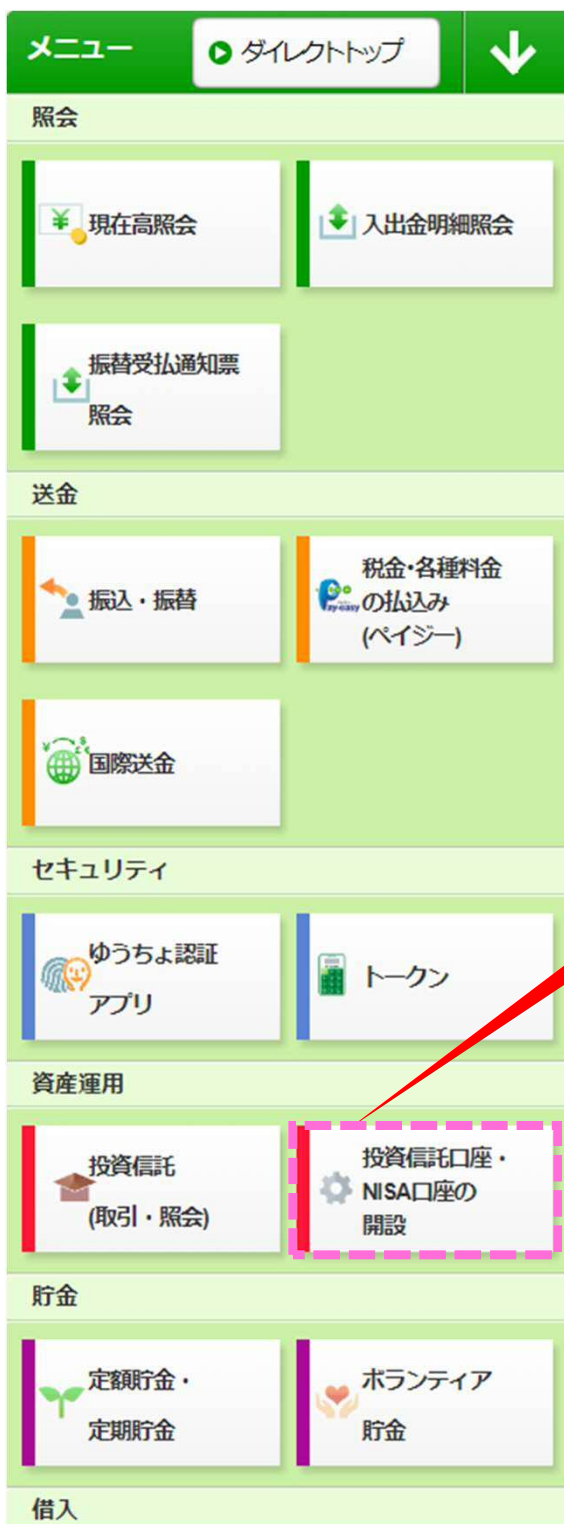 メニュー
ダイレクトトップ
照会
現在高照会
入出金明細照会
振替受払通知票
照会
送金
振込・振替
税金・各種料金
の払込み
(ペイジー)
Pay-easy
国際送金
セキュリティ
ゆうちょ認証
アプリ
トークン
資産運用
投資信託
(取引・照会)
投資信託口座・
NISA口座の
開設
貯金
定額貯金・
定期貯金
ボランティア
貯金
借入